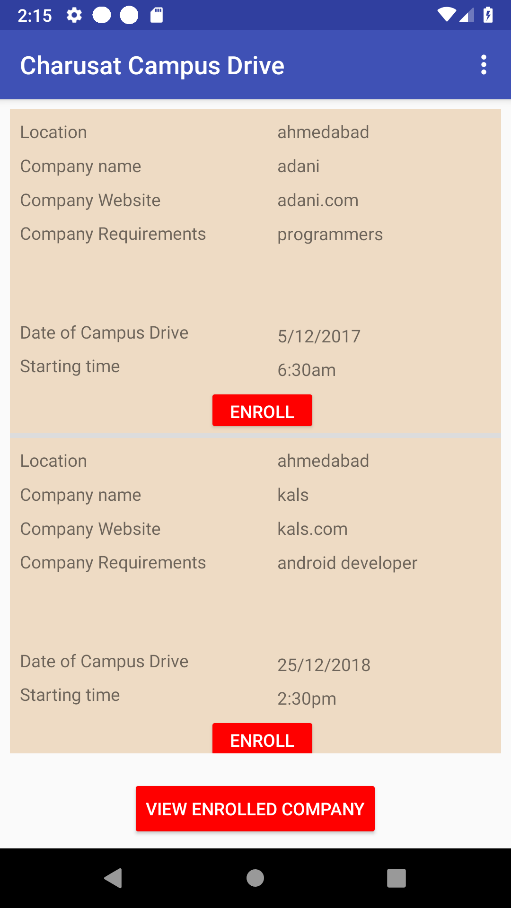 2:15
Charusat Campus Drive
Location ahmedabad
Company name adani
Company Website adani.com
Company Requirements programmers
Date of Campus Drive 5/12/2017
Starting time 6:30am
ENROLL
Location ahmedabad
Company name kals
Company Website kals.com
Company Requirements android developer
Date of Campus Drive 25/12/2018
Starting time 2:30pm
ENROLL
VIEW ENROLLED COMPANY